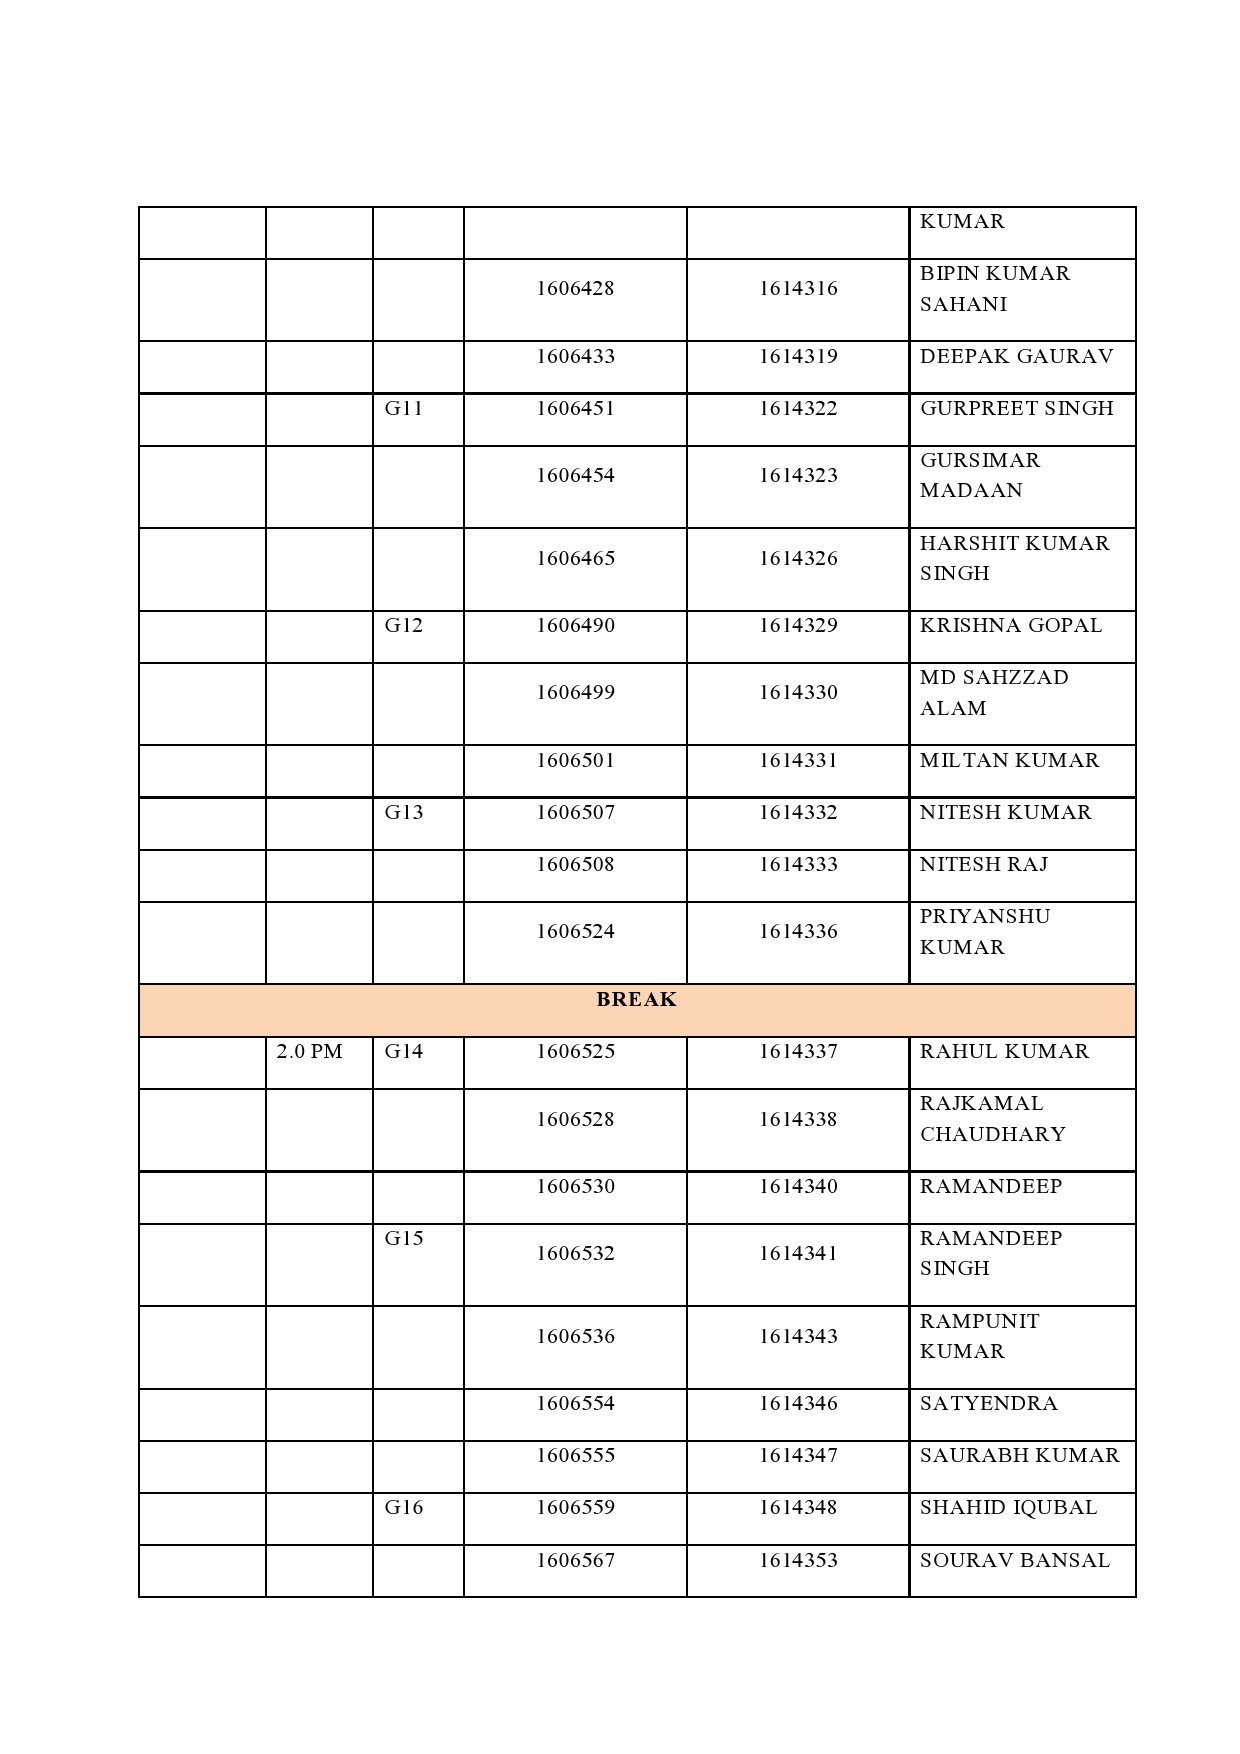 KUMAR
1606428 1614316 BIPIN KUMAR
SAHANI
1606433 1614319 DEEPAK GAURAV
G11 1606451 1614322 GURPREET SINGH
1606454 1614323 GURSIMAR
MADAAN
1606465 1614326 HARSHIT KUMAR
SINGH
G12 1606490 1614329 KRISHNA GOPAL
1606499 1614330 MD SAHZZAD
ALAM
1606501 1614331 MILTAN KUMAR
G13 1606507 1614332 NITESH KUMAR
1606508 1614333 NITESH RAJ
1606524 1614336 PRIYANSHU
KUMAR
BREAK
2.0 PM G14 1606525 1614337 RAHUL KUMAR
1606528 1614338 RAJKAMAL
CHAUDHARY
1606530 1614340 RAMANDEEP
G15 1606532 1614341 RAMANDEEP
SINGH
1606536 1614343 RAMPUNIT
KUMAR
1606554 1614346 SATYENDRA
1606555 1614347 SAURABH KUMAR
G16 1606559 1614348 SHAHID IQUBAL
1606567 1614353 SOURAV BANSAL